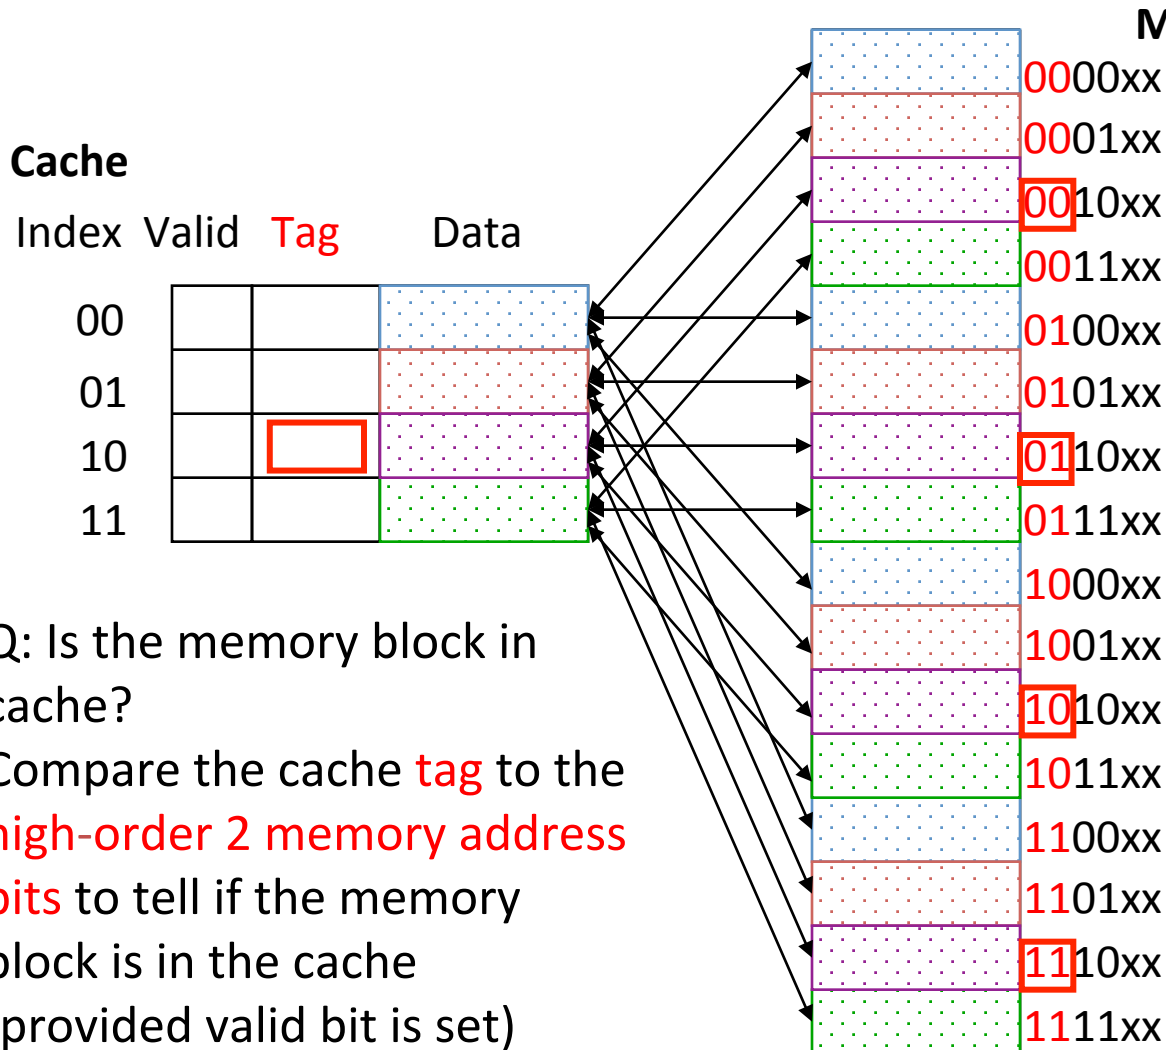 M
Cache
Index Valid Tag Data
00
01
10
11
Q: Is the memory block in
cache?
Compare the cache tag to the
high-order 2 memory address
bits to tell if the memory
block is in the cache
(provided valid bit is set)
0000xx
0001xx
0010xx
0011xx
0100xx
0101xx
0110xx
0111xx
1000xx
1001xx
1010xx
1011xx
1100xx
1101xx
1110xx
1111xx